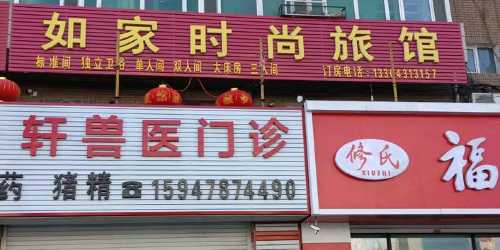 如家时尚旅馆
标准间 独立卫浴 单人间 双人间 大床房 三人间 订房电话:13304313157
轩兽医门诊
药 猪精☎15947874490
修氏
XIUSHI
福